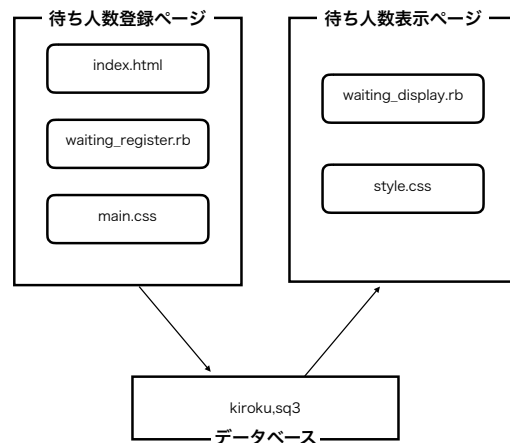 待ち人数登録ページ
index.html
waiting_register.rb
main.css
待ち人数表示ページ
waiting_display.rb
style.css
kiroku,sq3
データベース